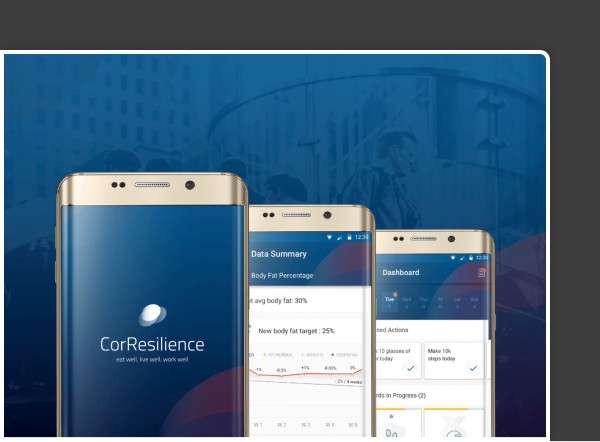 CorResilience
eat well, live well, work well
12:30
Data Summary
Body Fat Percentage
t avg body fat: 30%
New body fat target : 25%
FIT/NORMAL
ATHLETE
ESSENTIAL
-1% -0.5% +1% -0.02% 3%
-2% / 4 weeks
W 1 W 2 W 3 W 4 W 5
12:30
Dashboard
Tue Wed Thu Fri Sat Sun
ned Actions
10 glasses of
r today
Make 10k
steps today
rds In Progress (2)